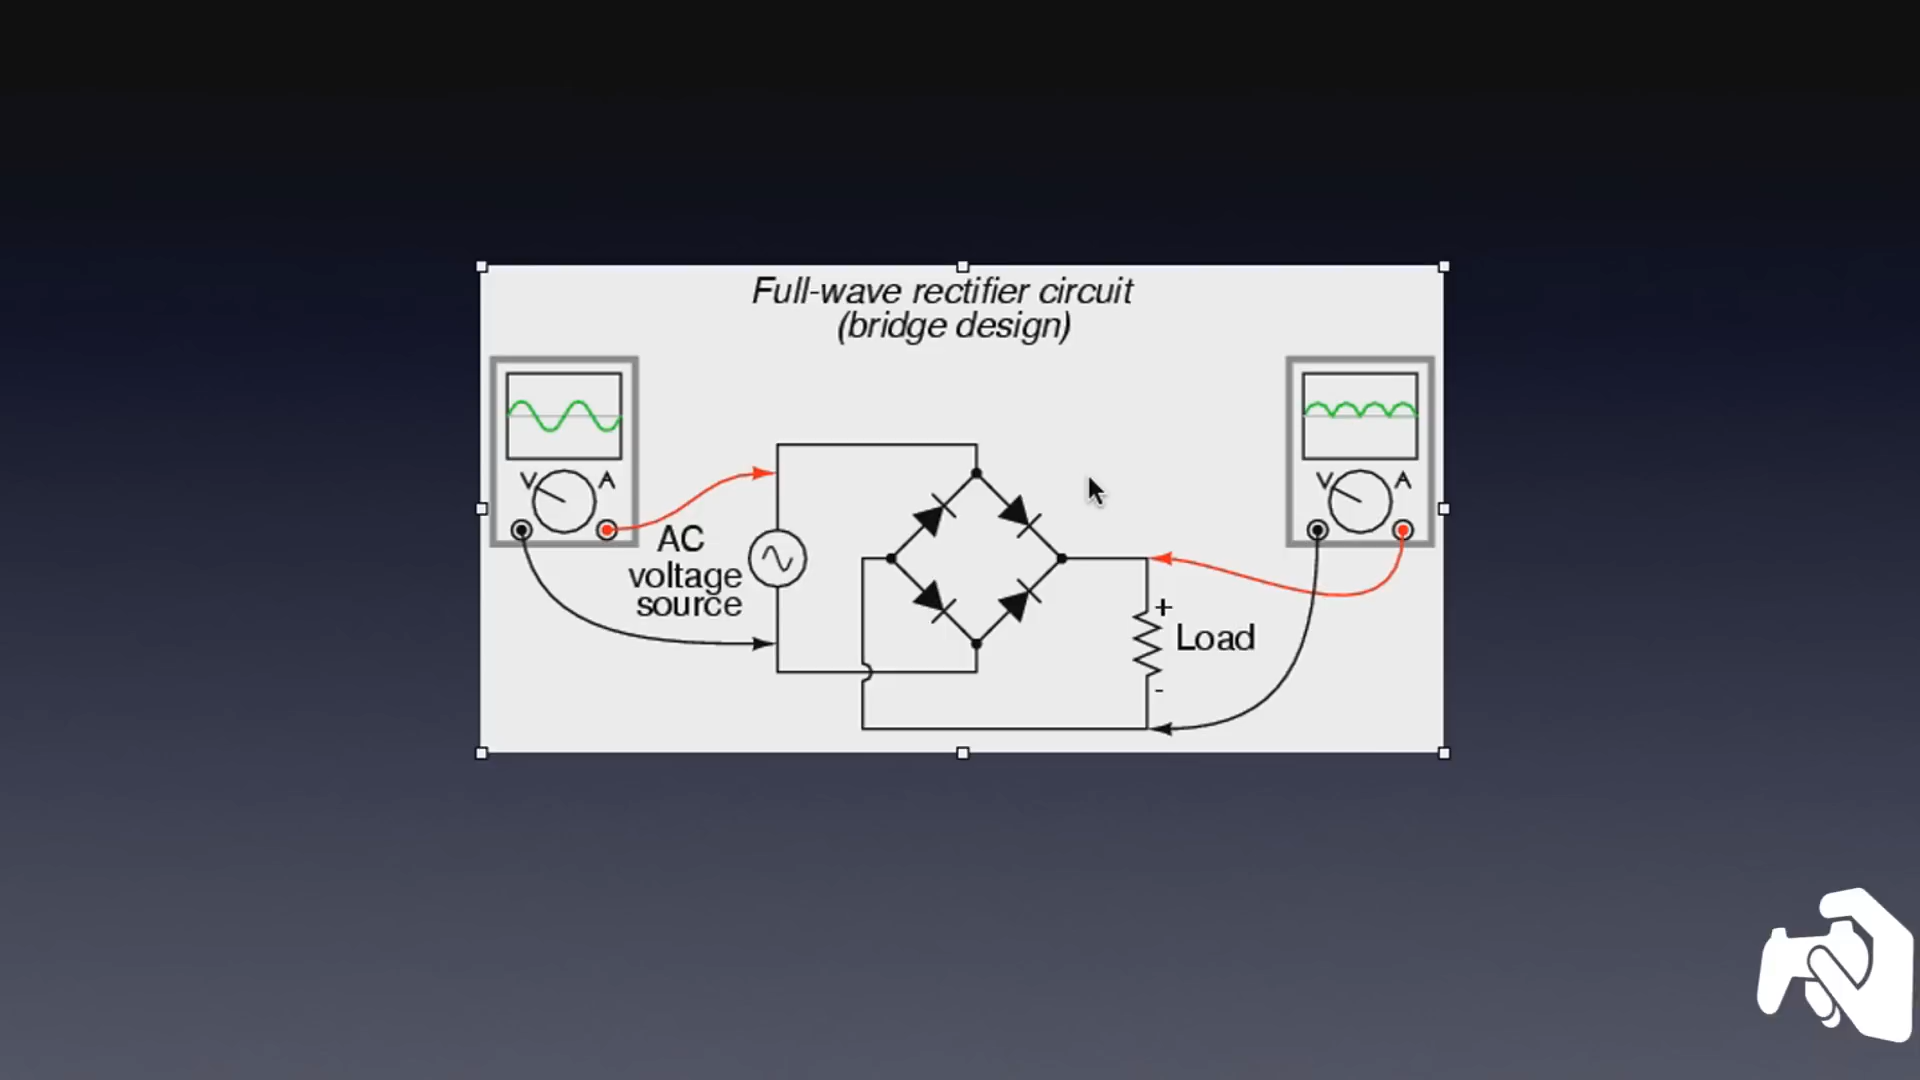 Full-wave rectifier circuit
(bridge design)
V A
V A
AC
voltage
source
+
Load
-